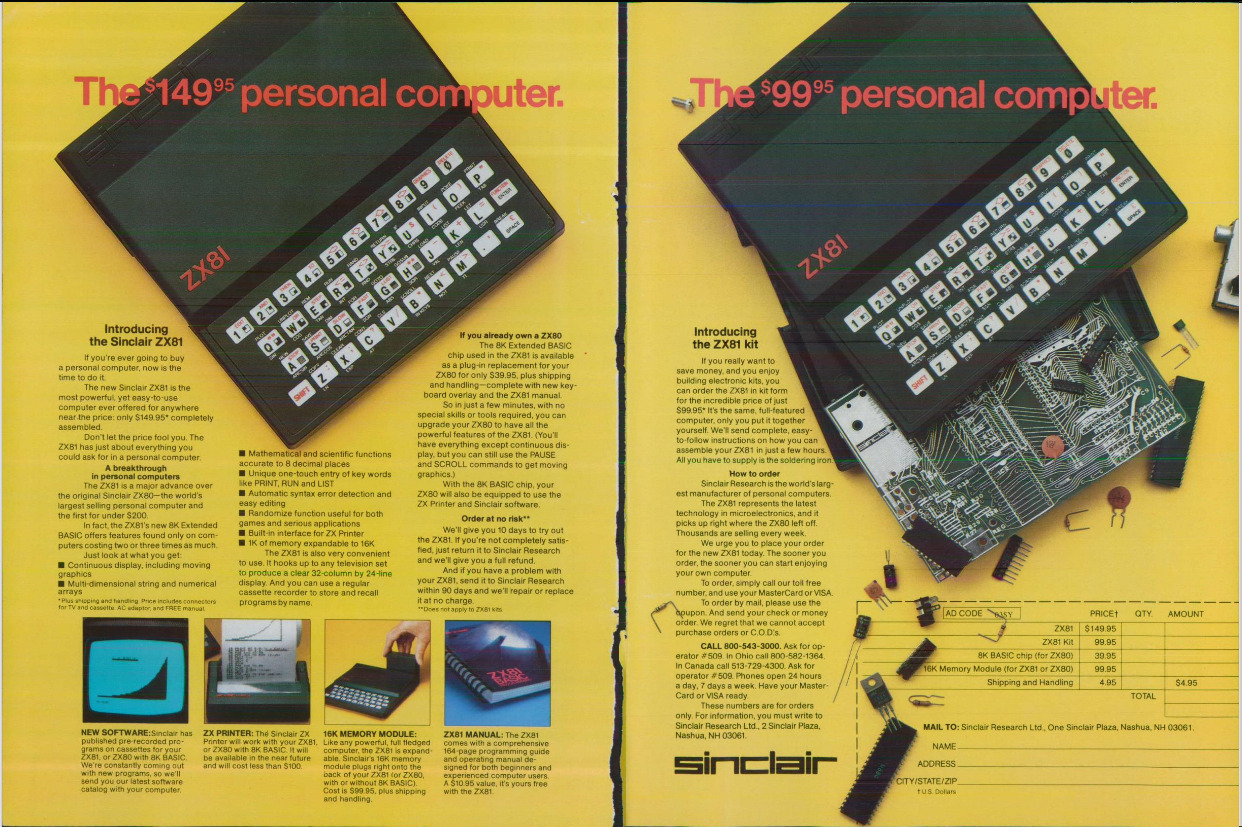 The $149⁹⁵ personal computer.
ZX81
Introducing
the Sinclair ZX81
If you're ever going to buy
a personal computer, now is the
time to do it.
The new Sinclair ZX81 is the
most powerful, yet easy-to-use
computer ever offered for anywhere
near the price: only $149.95* completely
assembled.
Don't let the price fool you. The
ZX81 has just about everything you
could ask for in a personal computer.
A breakthrough
in personal computers
The ZX81 is a major advance over
the original Sinclair ZX80—the world's
largest selling personal computer and
the first for under $200.
In fact, the ZX81's new 8K Extended
BASIC offers features found only on com-
puters costing two or three times as much.
Just look at what you get:
■ Continuous display, including moving
graphics
■ Multi-dimensional string and numerical
arrays
*Plus shipping and handling. Price includes connectors
for TV and cassette, AC adaptor, and FREE manual.
■ Mathematical and scientific functions
accurate to 8 decimal places
■ Unique one-touch entry of key words
like PRINT, RUN and LIST
■ Automatic syntax error detection and
easy editing
■ Randomize function useful for both
games and serious applications
■ Built-in interface for ZX Printer
■ 1K of memory expandable to 16K
The ZX81 is also very convenient
to use. It hooks up to any television set
to produce a clear 32-column by 24-line
display. And you can use a regular
cassette recorder to store and recall
programs by name.
If you already own a ZX80
The 8K Extended BASIC
chip used in the ZX81 is available
as a plug-in replacement for your
ZX80 for only $39.95, plus shipping
and handling—complete with new key-
board overlay and the ZX81 manual.
So in just a few minutes, with no
special skills or tools required, you can
upgrade your ZX80 to have all the
powerful features of the ZX81. (You'll
have everything except continuous dis-
play, but you can still use the PAUSE
and SCROLL commands to get moving
graphics.)
With the 8K BASIC chip, your
ZX80 will also be equipped to use the
ZX Printer and Sinclair software.
Order at no risk**
We'll give you 10 days to try out
the ZX81. If you're not completely satis-
fied, just return it to Sinclair Research
and we'll give you a full refund.
And if you have a problem with
your ZX81, send it to Sinclair Research
within 90 days and we'll repair or replace
it at no charge.
**Does not apply to ZX81 kits.
ZX81
BASIC
NEW SOFTWARE: Sinclair has
published pre-recorded pro-
grams on cassettes for your
ZX81, or ZX80 with 8K BASIC.
We're constantly coming out
with new programs, so we'll
send you our latest software
catalog with your computer.
ZX PRINTER: The Sinclair ZX
Printer will work with your ZX81,
or ZX80 with 8K BASIC. It will
be available in the near future
and will cost less than $100.
16K MEMORY MODULE:
Like any powerful, full fledged
computer, the ZX81 is expand-
able. Sinclair's 16K memory
module plugs right onto the
back of your ZX81 (or ZX80,
with or without 8K BASIC).
Cost is $99.95, plus shipping
and handling.
ZX81 MANUAL: The ZX81
comes with a comprehensive
164-page programming guide
and operating manual de-
signed for both beginners and
experienced computer users.
A $10.95 value, it's yours free
with the ZX81.
The $99⁹⁵ personal computer.
ZX81
1 2 3 4 5 6 7 8 9 0
Q W E R T Y U I O P
A S D F G H J K L ENTER
SHIFT Z X C V B N M . SPACE
sinclair
Introducing
the ZX81 kit
If you really want to
save money, and you enjoy
building electronic kits, you
can order the ZX81 in kit form
for the incredible price of just
$99.95* It's the same, full-featured
computer, only you put it together
yourself. We'll send complete, easy-
to-follow instructions on how you can
assemble your ZX81 in just a few hours.
All you have to supply is the soldering iron.
How to order
Sinclair Research is the world's larg-
est manufacturer of personal computers.
The ZX81 represents the latest
technology in microelectronics, and it
picks up right where the ZX80 left off.
Thousands are selling every week.
We urge you to place your order
for the new ZX81 today. The sooner you
order, the sooner you can start enjoying
your own computer.
To order, simply call our toll free
number, and use your MasterCard or VISA.
To order by mail, please use the
coupon. And send your check or money
order. We regret that we cannot accept
purchase orders or C.O.D.'s.
CALL 800-543-3000. Ask for op-
erator #509. In Ohio call 800-582-1364.
In Canada call 513-729-4300. Ask for
operator #509. Phones open 24 hours
a day, 7 days a week. Have your Master-
Card or VISA ready.
These numbers are for orders
only. For information, you must write to
Sinclair Research Ltd., 2 Sinclair Plaza,
Nashua, NH 03061.
sinclair
AD CODE PRICE† QTY. AMOUNT
ZX81 $149.95
ZX81 Kit 99.95
8K BASIC chip (for ZX80) 39.95
16K Memory Module (for ZX81 or ZX80) 99.95
Shipping and Handling 4.95 $4.95
TOTAL
MAIL TO: Sinclair Research Ltd., One Sinclair Plaza, Nashua, NH 03061.
NAME
ADDRESS
CITY/STATE/ZIP
† U.S. Dollars